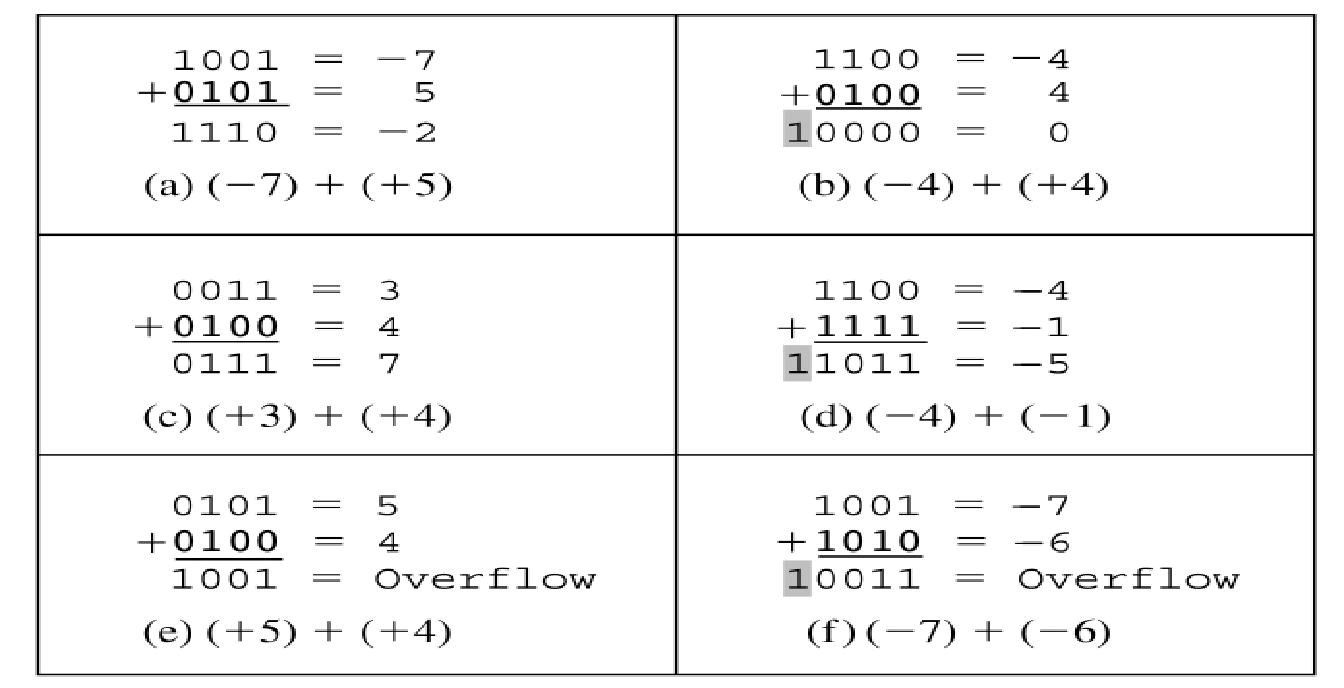 1001 = −7
+0101 = 5
1110 = −2
(a) (−7) + (+5)
1100 = −4
+0100 = 4
10000 = 0
(b) (−4) + (+4)
0011 = 3
+0100 = 4
0111 = 7
(c) (+3) + (+4)
1100 = −4
+1111 = −1
11011 = −5
(d) (−4) + (−1)
0101 = 5
+0100 = 4
1001 = Overflow
(e) (+5) + (+4)
1001 = −7
+1010 = −6
10011 = Overflow
(f) (−7) + (−6)